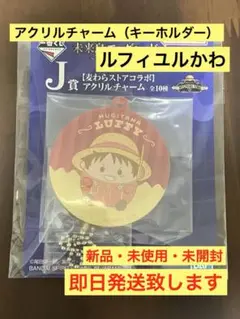 アクリルチャーム（キーホルダー）
ルフィユルかわ
J賞
【麦わらストアコラボ】
アクリルチャーム 全10種
MUGIWARA
LUFFY
新品・未使用・未開封
即日発送致します